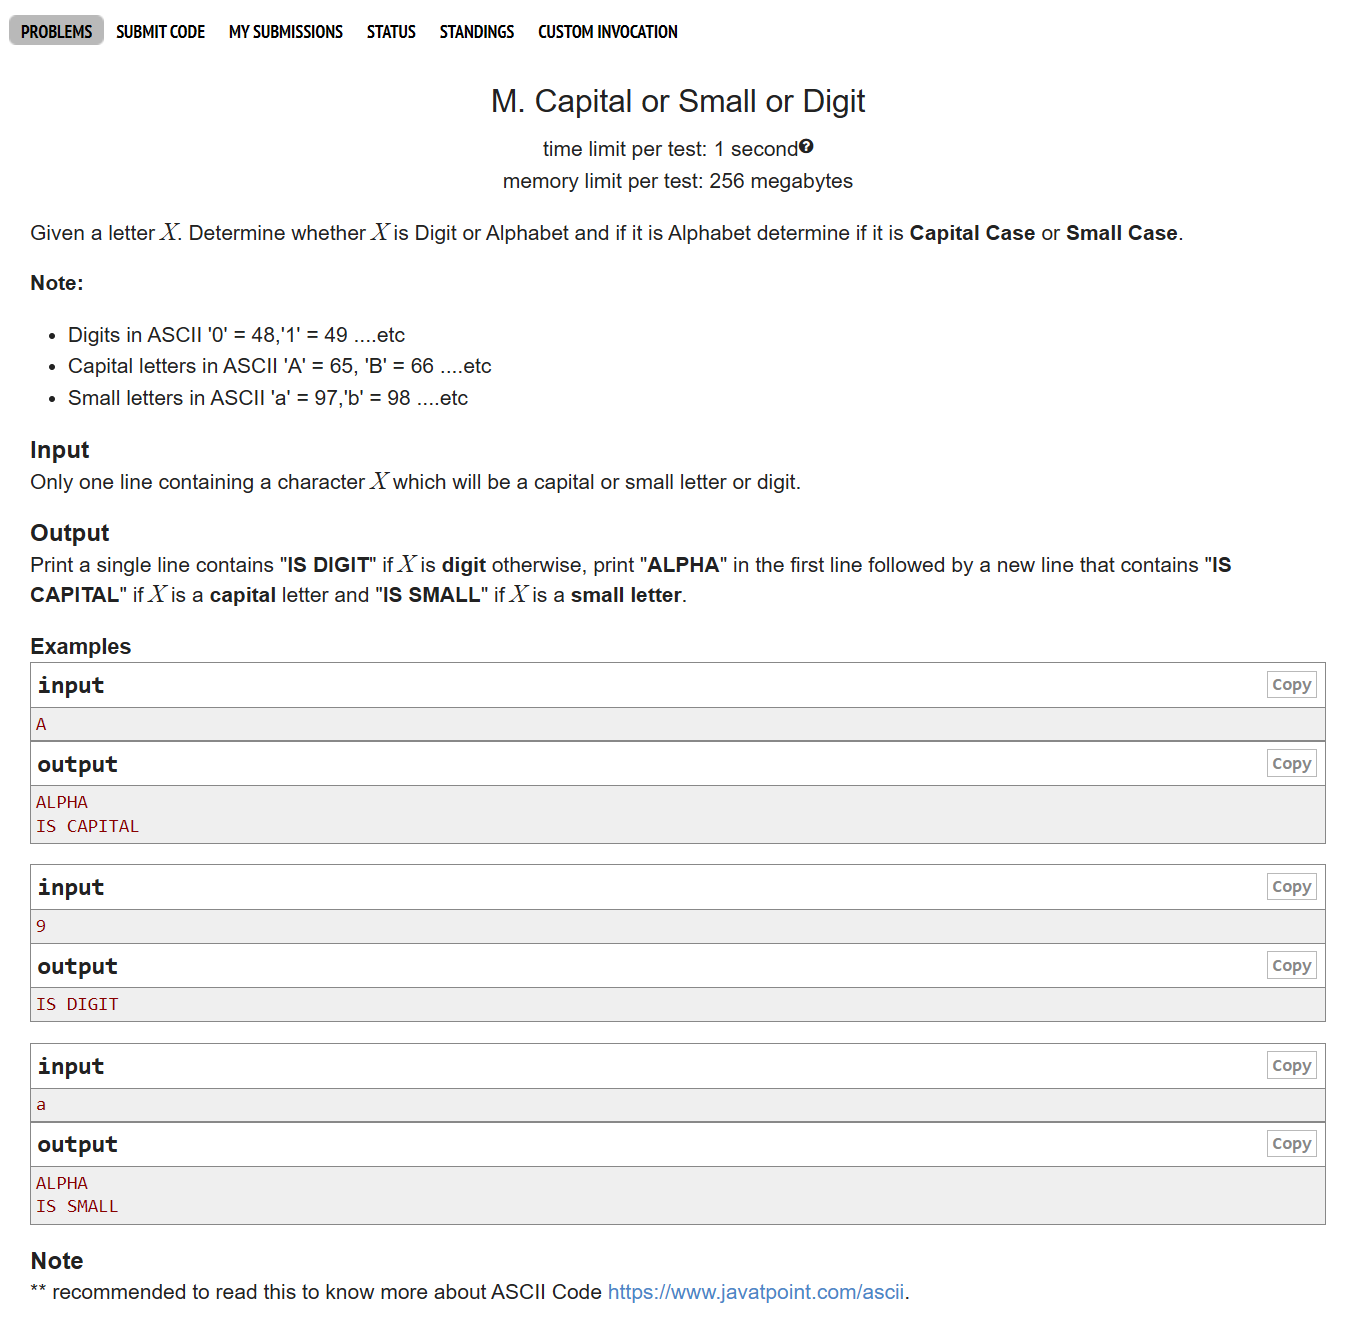 PROBLEMS SUBMIT CODE MY SUBMISSIONS STATUS STANDINGS CUSTOM INVOCATION
M. Capital or Small or Digit
time limit per test: 1 second?
memory limit per test: 256 megabytes
Given a letter X. Determine whether X is Digit or Alphabet and if it is Alphabet determine if it is Capital Case or Small Case.
Note:
• Digits in ASCII '0' = 48,'1' = 49 ....etc
• Capital letters in ASCII 'A' = 65, 'B' = 66 ....etc
• Small letters in ASCII 'a' = 97,'b' = 98 ....etc
Input
Only one line containing a character X which will be a capital or small letter or digit.
Output
Print a single line contains "IS DIGIT" if X is digit otherwise, print "ALPHA" in the first line followed by a new line that contains "IS
CAPITAL" if X is a capital letter and "IS SMALL" if X is a small letter.
Examples
input Copy
A
output Copy
ALPHA
IS CAPITAL
input Copy
9
output Copy
IS DIGIT
input Copy
a
output Copy
ALPHA
IS SMALL
Note
** recommended to read this to know more about ASCII Code https://www.javatpoint.com/ascii.